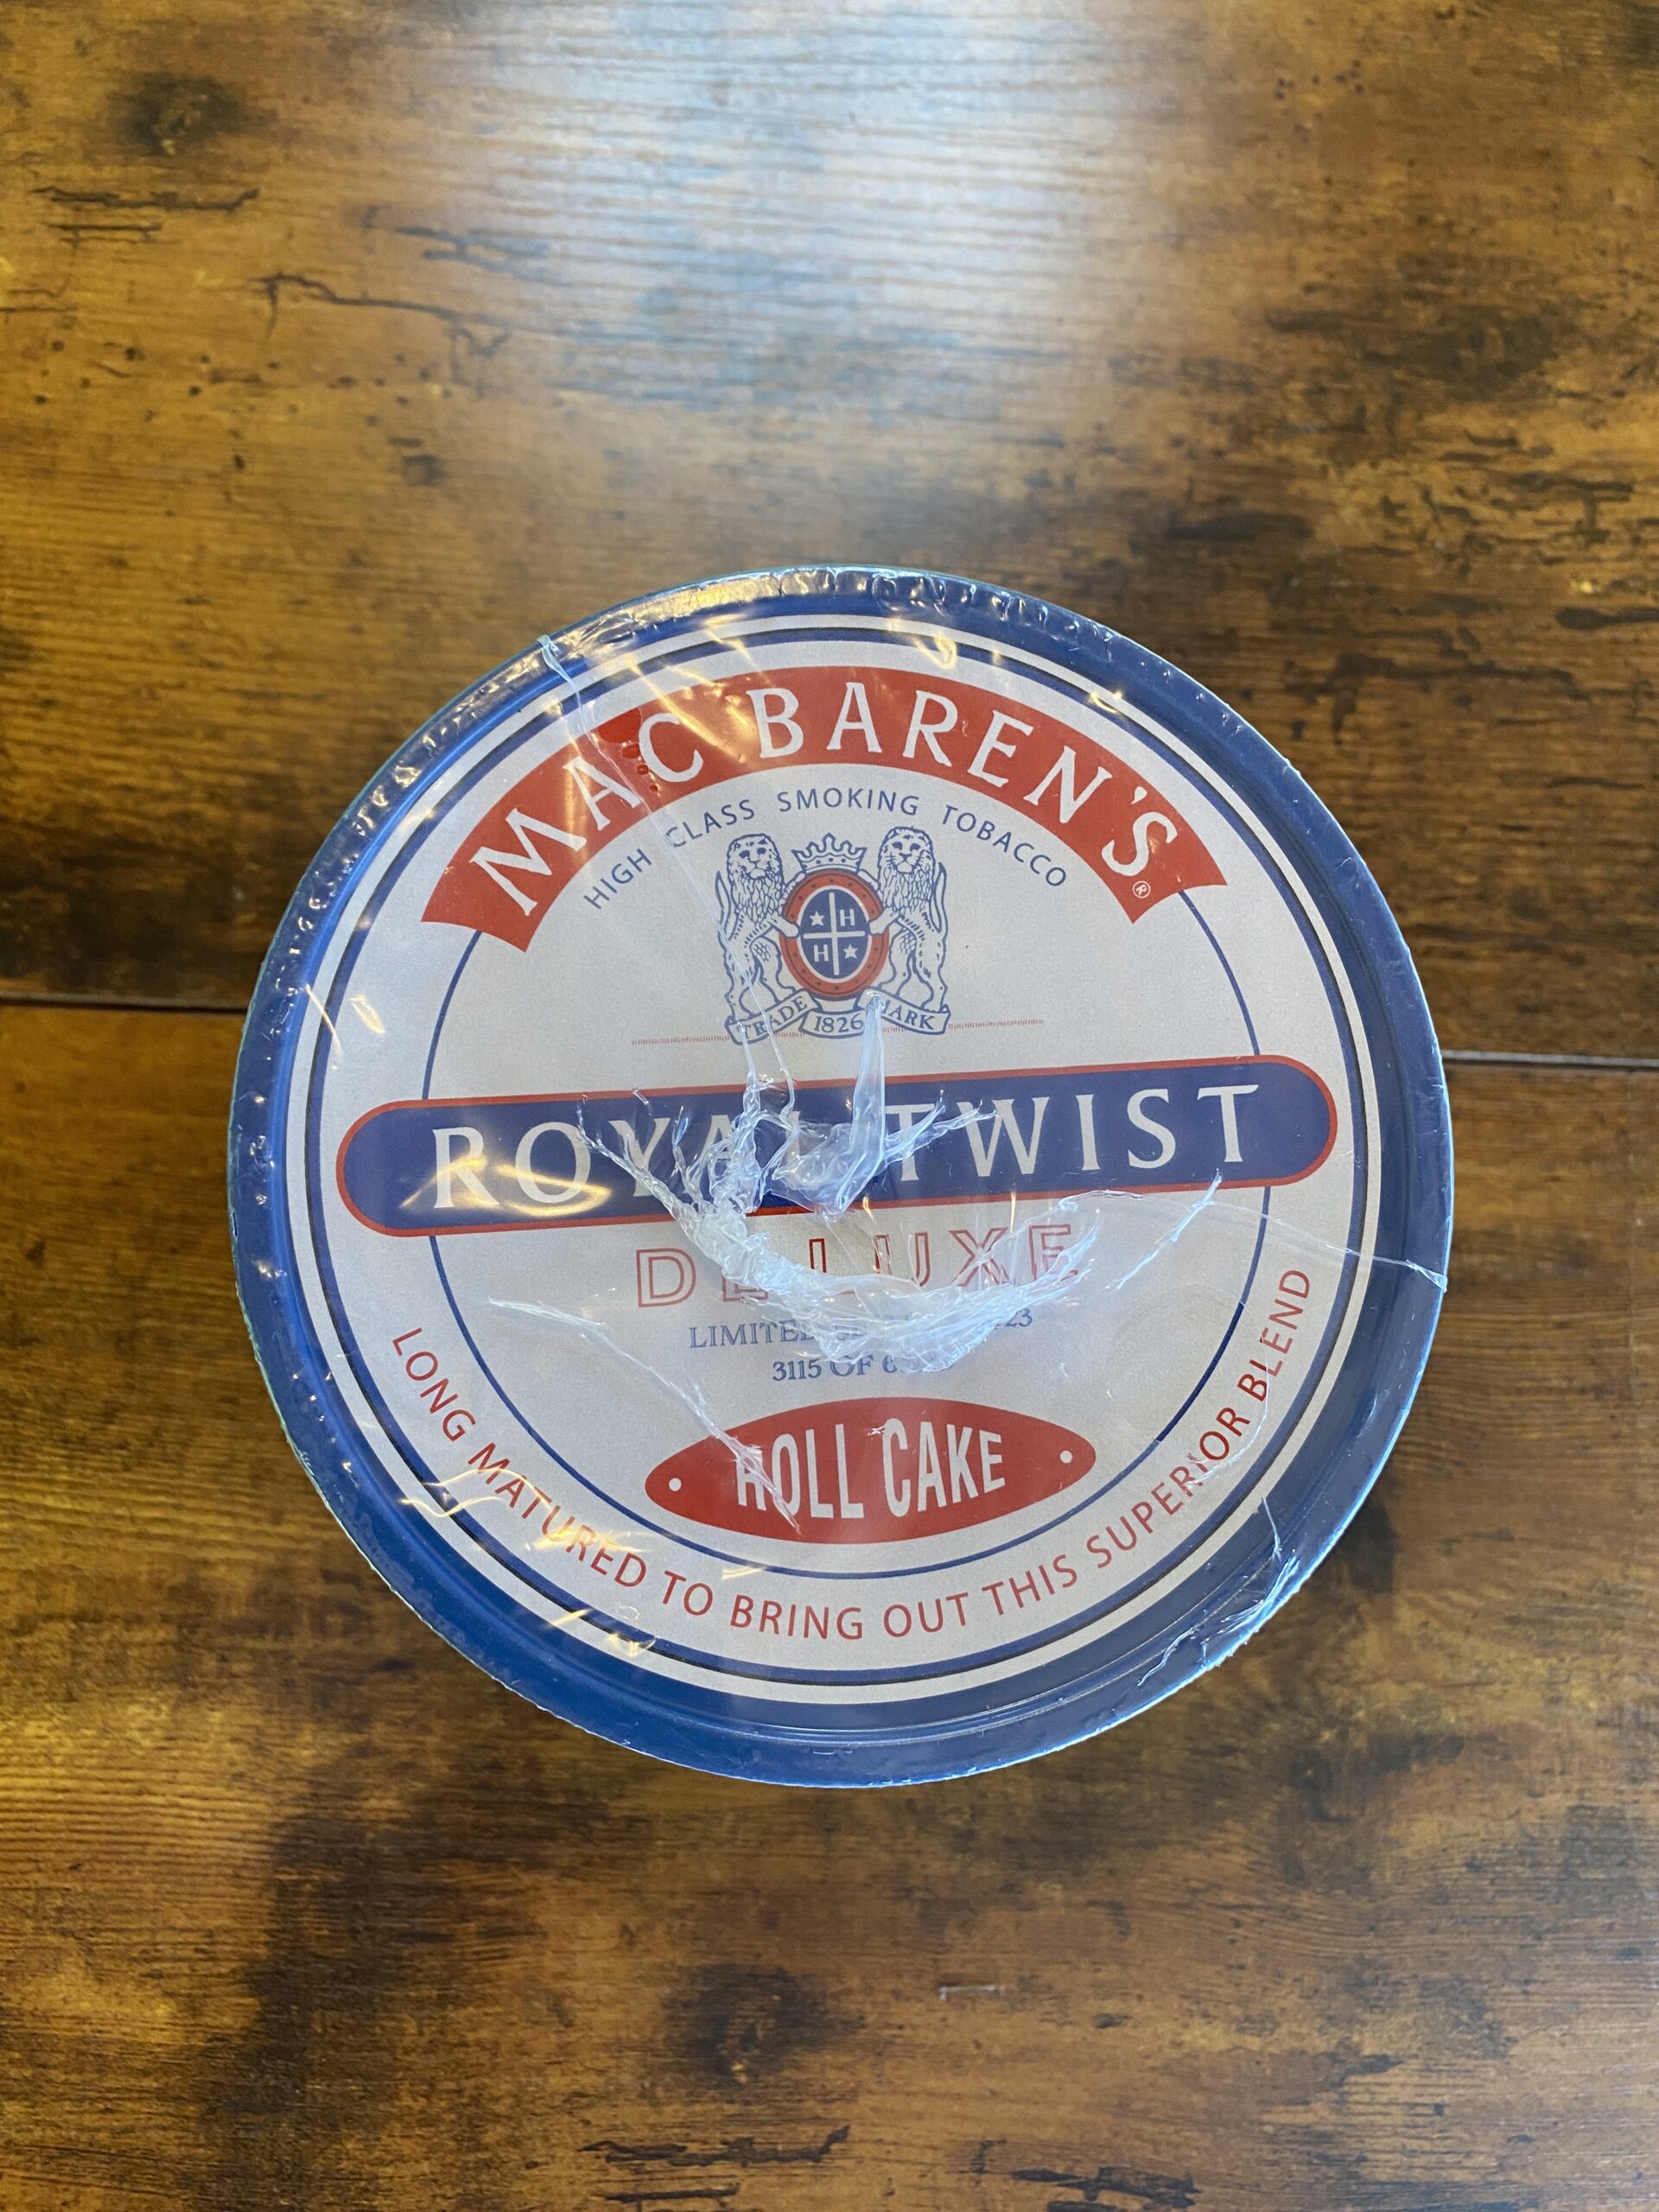 MAC BAREN'S®
HIGH CLASS SMOKING TOBACCO
★ H
H ★
TRADE 1826 MARK
ROYAL TWIST
DELUXE
LIMITED
3115 OF
ROLL CAKE
LONG MATURED TO BRING OUT THIS SUPERIOR BLEND